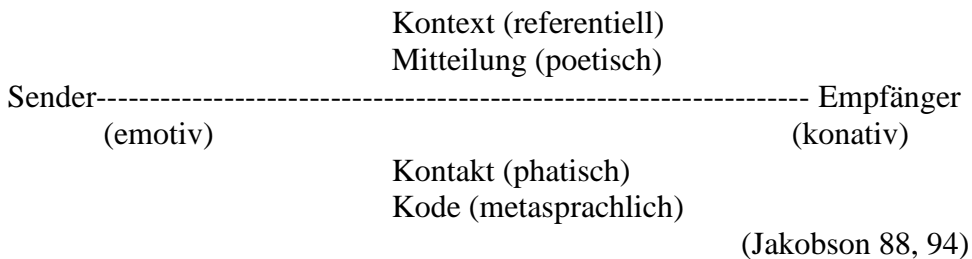 Kontext (referentiell)
Mitteilung (poetisch)
Sender------------------------------------------------------------------- Empfänger
(emotiv) (konativ)
Kontakt (phatisch)
Kode (metasprachlich)
(Jakobson 88, 94)